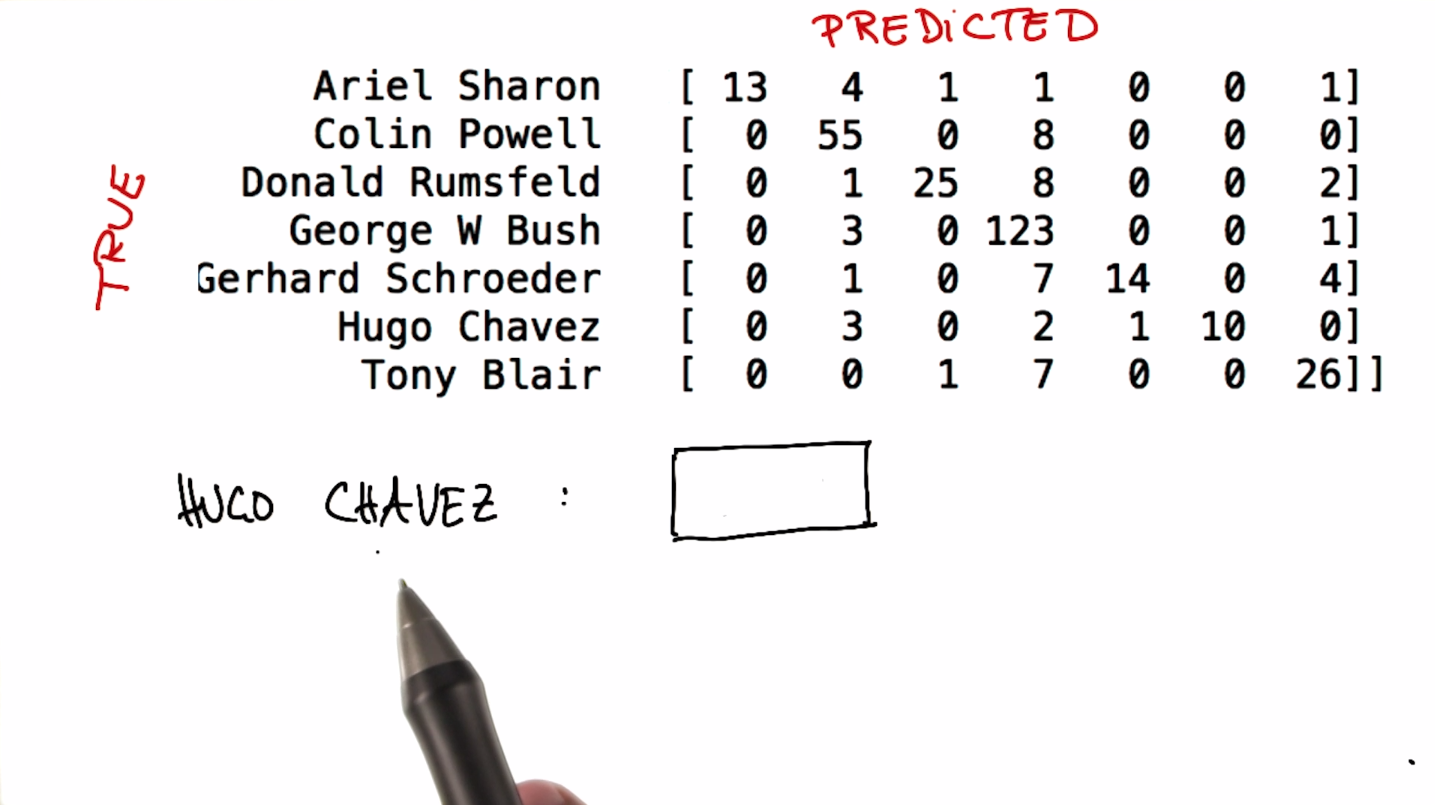 PREDICTED
TRUE
Ariel Sharon [ 13 4 1 1 0 0 1]
Colin Powell [ 0 55 0 8 0 0 0]
Donald Rumsfeld [ 0 1 25 8 0 0 2]
George W Bush [ 0 3 0 123 0 0 1]
Gerhard Schroeder [ 0 1 0 7 14 0 4]
Hugo Chavez [ 0 3 0 2 1 10 0]
Tony Blair [ 0 0 1 7 0 0 26]]
HUGO CHAVEZ :